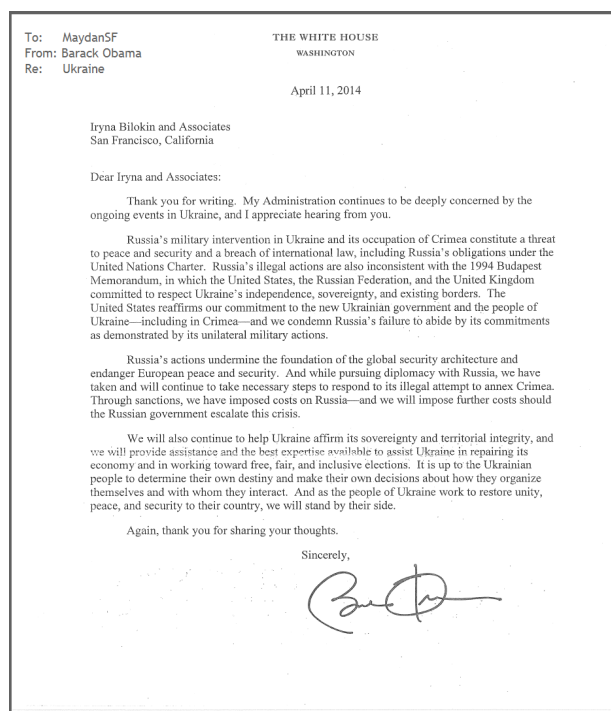 To: MaydanSF
From: Barack Obama
Re: Ukraine
THE WHITE HOUSE
WASHINGTON
April 11, 2014
Iryna Bilokin and Associates
San Francisco, California
Dear Iryna and Associates:
Thank you for writing. My Administration continues to be deeply concerned by the
ongoing events in Ukraine, and I appreciate hearing from you.
Russia's military intervention in Ukraine and its occupation of Crimea constitute a threat
to peace and security and a breach of international law, including Russia's obligations under the
United Nations Charter. Russia's illegal actions are also inconsistent with the 1994 Budapest
Memorandum, in which the United States, the Russian Federation, and the United Kingdom
committed to respect Ukraine's independence, sovereignty, and existing borders. The
United States reaffirms our commitment to the new Ukrainian government and the people of
Ukraine—including in Crimea—and we condemn Russia's failure to abide by its commitments
as demonstrated by its unilateral military actions.
Russia's actions undermine the foundation of the global security architecture and
endanger European peace and security. And while pursuing diplomacy with Russia, we have
taken and will continue to take necessary steps to respond to its illegal attempt to annex Crimea.
Through sanctions, we have imposed costs on Russia—and we will impose further costs should
the Russian government escalate this crisis.
We will also continue to help Ukraine affirm its sovereignty and territorial integrity, and
we will provide assistance and the best expertise available to assist Ukraine in repairing its
economy and in working toward free, fair, and inclusive elections. It is up to the Ukrainian
people to determine their own destiny and make their own decisions about how they organize
themselves and with whom they interact. And as the people of Ukraine work to restore unity,
peace, and security to their country, we will stand by their side.
Again, thank you for sharing your thoughts.
Sincerely,